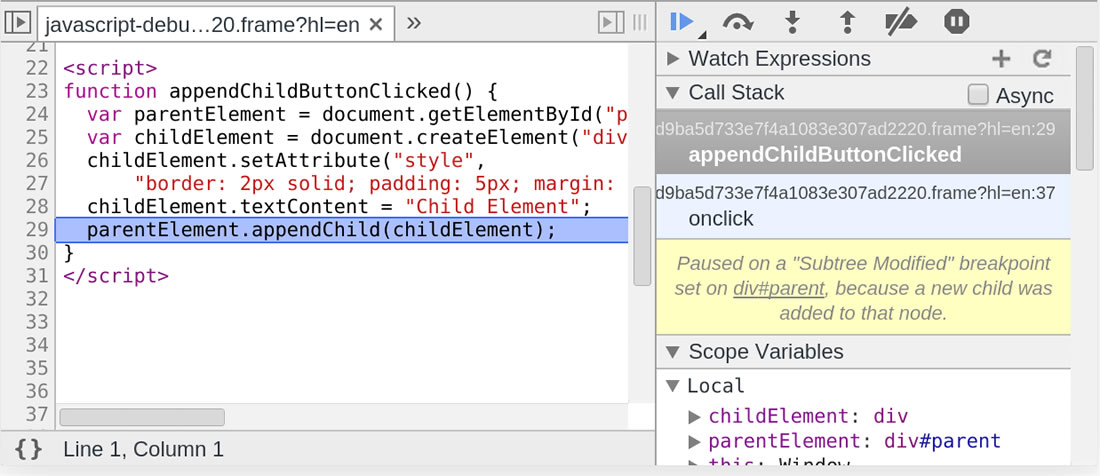 javascript-debu…20.frame?hl=en × »
21
22 <script>
23 function appendChildButtonClicked() {
24 var parentElement = document.getElementById("p
25 var childElement = document.createElement("div
26 childElement.setAttribute("style",
27 "border: 2px solid; padding: 5px; margin:
28 childElement.textContent = "Child Element";
29 parentElement.appendChild(childElement);
30 }
31 </script>
32
33
34
35
36
37
{} Line 1, Column 1
Watch Expressions
Call Stack Async
d9ba5d733e7f4a1083e307ad2220.frame?hl=en:29
appendChildButtonClicked
d9ba5d733e7f4a1083e307ad2220.frame?hl=en:37
onclick
Paused on a "Subtree Modified" breakpoint
set on div#parent, because a new child was
added to that node.
Scope Variables
Local
childElement: div
parentElement: div#parent
this: Window